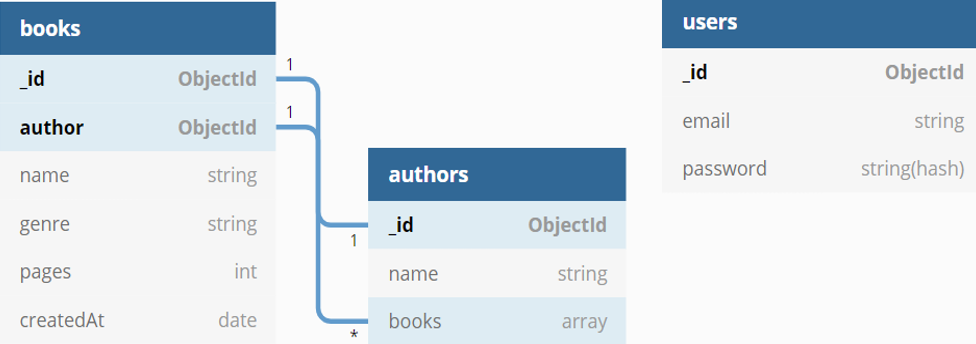 books
_id ObjectId
author ObjectId
name string
genre string
pages int
createdAt date
1
1
1
*
authors
_id ObjectId
name string
books array
users
_id ObjectId
email string
password string(hash)